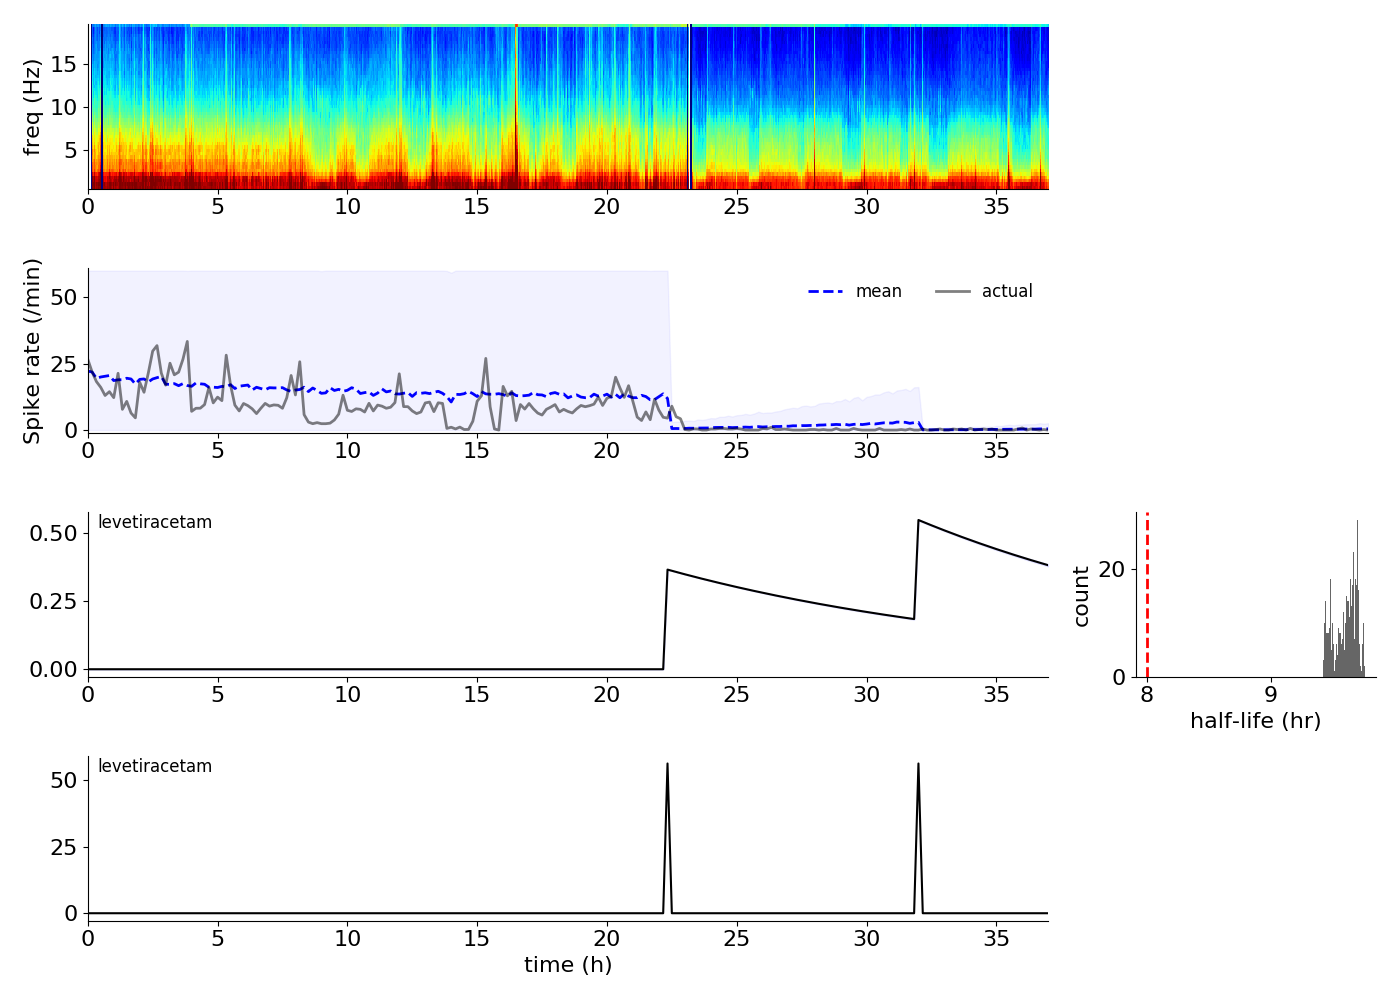 freq (Hz)
15
10
5
0 5 10 15 20 25 30 35
Spike rate (/min)
50
25
0
mean actual
0 5 10 15 20 25 30 35
levetiracetam
0.50
0.25
0.00
0 5 10 15 20 25 30 35
count
20
0
8 9
half-life (hr)
levetiracetam
50
25
0
0 5 10 15 20 25 30 35
time (h)